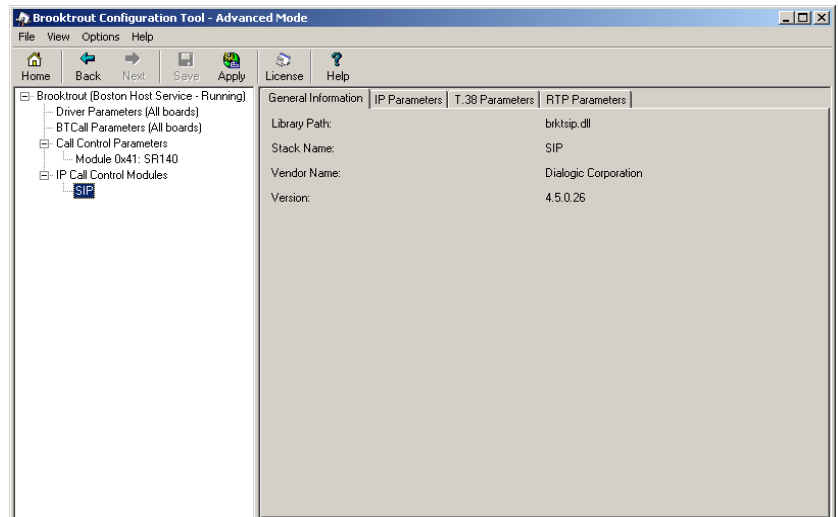 Brooktrout Configuration Tool - Advanced Mode
File View Options Help
Home Back Next Save Apply License Help
Brooktrout (Boston Host Service - Running)
Driver Parameters (All boards)
BTCall Parameters (All boards)
Call Control Parameters
Module 0x41: SR140
IP Call Control Modules
SIP
General Information IP Parameters T.38 Parameters RTP Parameters
Library Path: brktsip.dll
Stack Name: SIP
Vendor Name: Dialogic Corporation
Version: 4.5.0.26